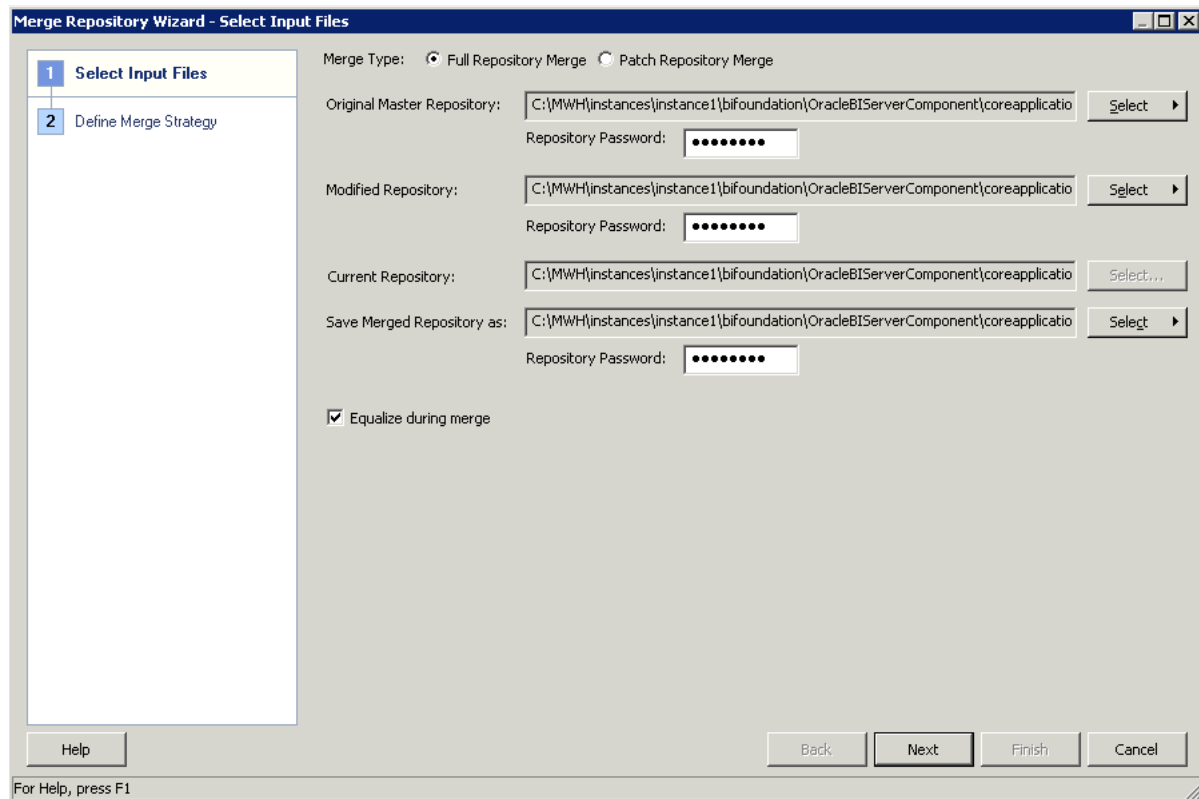 Merge Repository Wizard - Select Input Files
1 Select Input Files
2 Define Merge Strategy
Merge Type: Full Repository Merge Patch Repository Merge
Original Master Repository: C:\MWH\instances\instance1\bifoundation\OracleBIServerComponent\coreapplicatio Select
Repository Password: ●●●●●●●●
Modified Repository: C:\MWH\instances\instance1\bifoundation\OracleBIServerComponent\coreapplicatio Select
Repository Password: ●●●●●●●●
Current Repository: C:\MWH\instances\instance1\bifoundation\OracleBIServerComponent\coreapplicatio Select...
Save Merged Repository as: C:\MWH\instances\instance1\bifoundation\OracleBIServerComponent\coreapplicatio Select
Repository Password: ●●●●●●●●
Equalize during merge
Help Back Next Finish Cancel
For Help, press F1